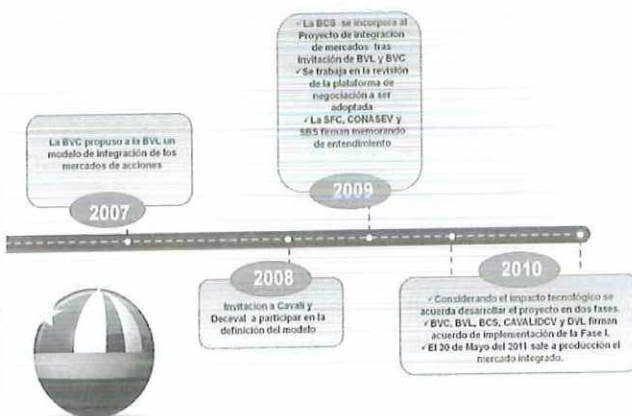 La BVC propuso a la BVL un
modelo de integración de los
mercados de acciones
2007
Invitacion a Cavali y
Deceval a participar en la
definición del modelo
2008
✓ La BCS se incorpora al
Proyecto de integracion
de mercados tras
invitación de BVL y BVC
✓ Se trabaja en la revisión
de la plataforma de
negociación a ser
adoptada
✓ La SFC, CONASEV y
SBS firman memorando
de entendimiento
2009
2010
✓ Considerando el impacto tecnológico se
acuerda desarrollar el proyecto en dos fases.
✓ BVC, BVL, BCS, CAVALI DCV y DVL firman
acuerdo de implementación de la Fase I.
✓ El 30 de Mayo del 2011 sale a producción el
mercado integrado.